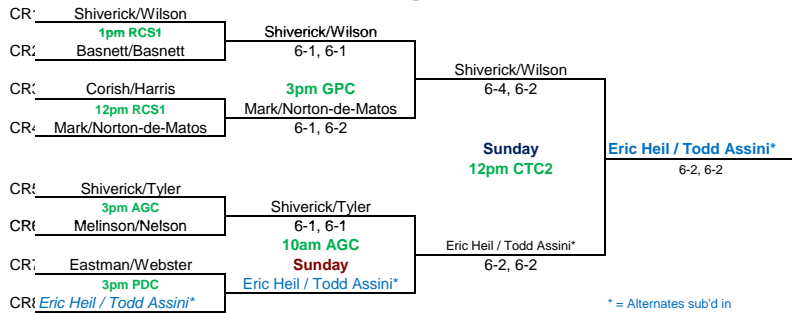 CR1 Shiverick/Wilson
1pm RCS1
Shiverick/Wilson
CR2 Basnett/Basnett
6-1, 6-1
Shiverick/Wilson
CR3 Corish/Harris
3pm GPC
6-4, 6-2
12pm RCS1
Mark/Norton-de-Matos
CR4 Mark/Norton-de-Matos
6-1, 6-2
Sunday
Eric Heil / Todd Assini*
12pm CTC2
6-2, 6-2
CR5 Shiverick/Tyler
3pm AGC
Shiverick/Tyler
CR6 Melinson/Nelson
6-1, 6-1
10am AGC
Eric Heil / Todd Assini*
CR7 Eastman/Webster
Sunday
6-2, 6-2
3pm PDC
Eric Heil / Todd Assini*
CR8 Eric Heil / Todd Assini*
* = Alternates sub'd in